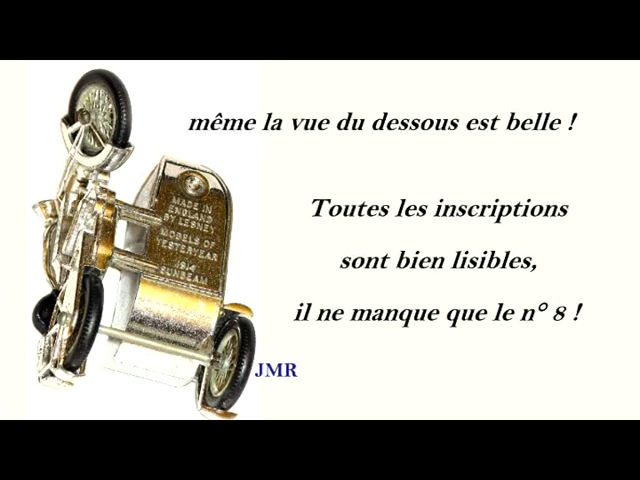 même la vue du dessous est belle !
Toutes les inscriptions
sont bien lisibles,
il ne manque que le n° 8 !
MADE IN
ENGLAND
BY LESNEY
MODELS OF
YESTERYEAR
1914
SUNBEAM
JMR